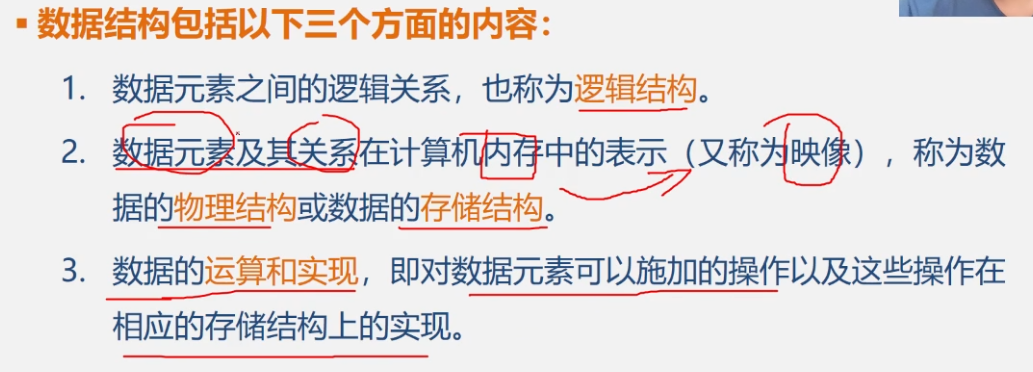 ▪ 数据结构包括以下三个方面的内容：
1. 数据元素之间的逻辑关系，也称为逻辑结构。
2. 数据元素及其关系在计算机内存中的表示（又称为映像），称为数
据的物理结构或数据的存储结构。
3. 数据的运算和实现，即对数据元素可以施加的操作以及这些操作在
相应的存储结构上的实现。